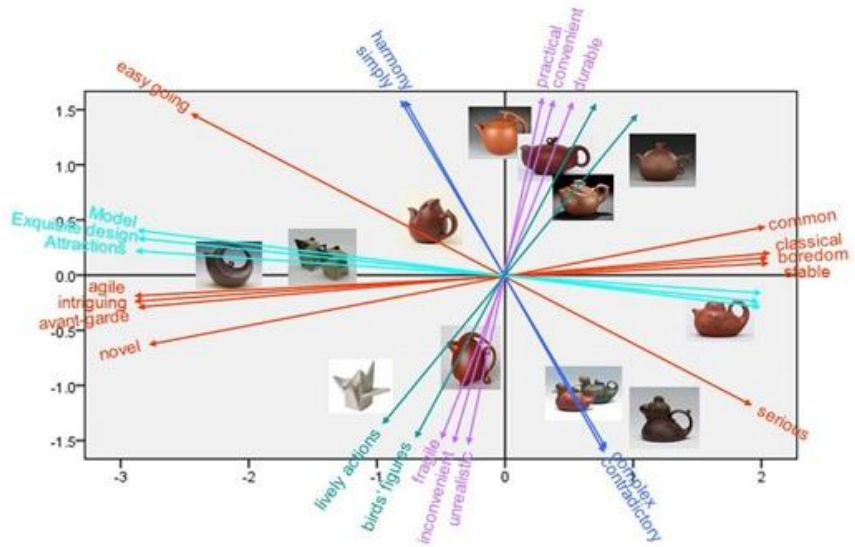 easy going
harmony
simply
practical
convenient
durable
1.5
1.0
0.5
0.0
-0.5
-1.0
-1.5
Model
Exquisite design
Attractions
agile
intriguing
avant-garde
novel
common
classical
boredom
stable
serious
lively actions
birds' figures
fragile
inconvenient
unrealistic
complex
contradictory
-3
-2
-1
0
1
2